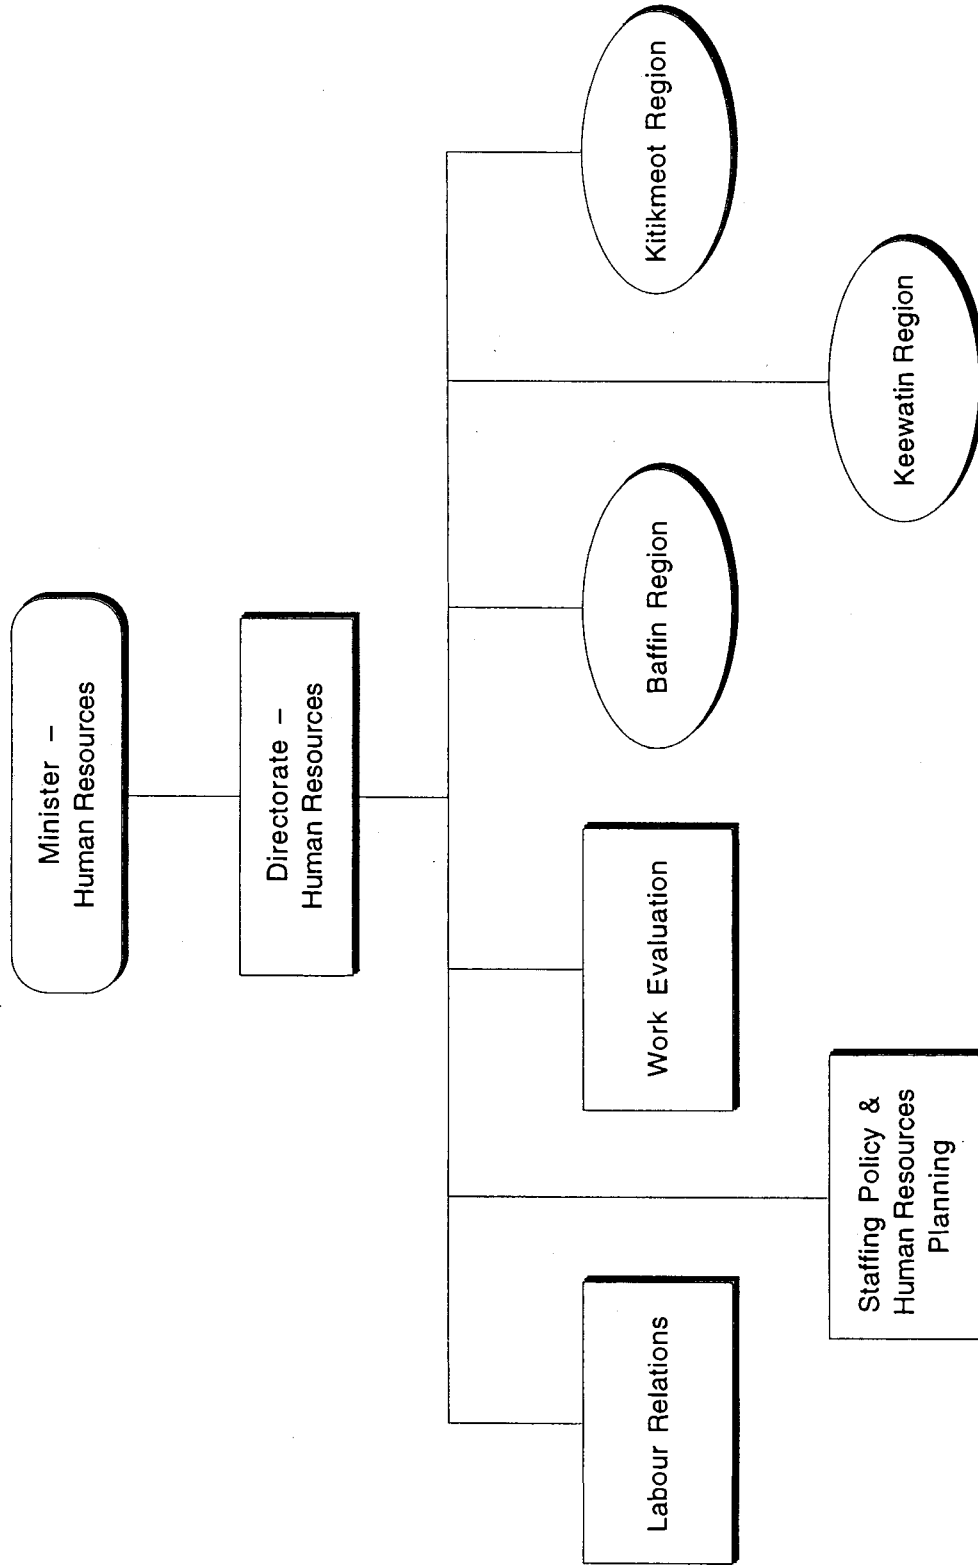 Minister –
Human Resources
Directorate –
Human Resources
Labour Relations
Staffing Policy &
Human Resources
Planning
Work Evaluation
Baffin Region
Keewatin Region
Kitikmeot Region